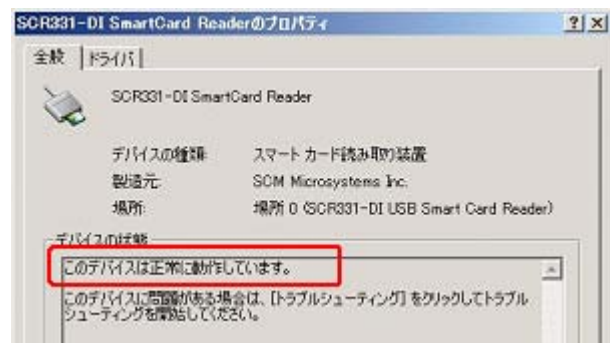 SCR331-DI SmartCard Readerのプロパティ
? ×
全般 ドライバ
SCR331-DI SmartCard Reader
デバイスの種類: スマート カード読み取り装置
製造元: SCM Microsystems Inc.
場所: 場所 0 (SCR331-DI USB Smart Card Reader)
デバイスの状態
このデバイスは正常に動作しています。
このデバイスに問題がある場合は、[トラブルシューティング] をクリックしてトラブル
シューティングを開始してください。